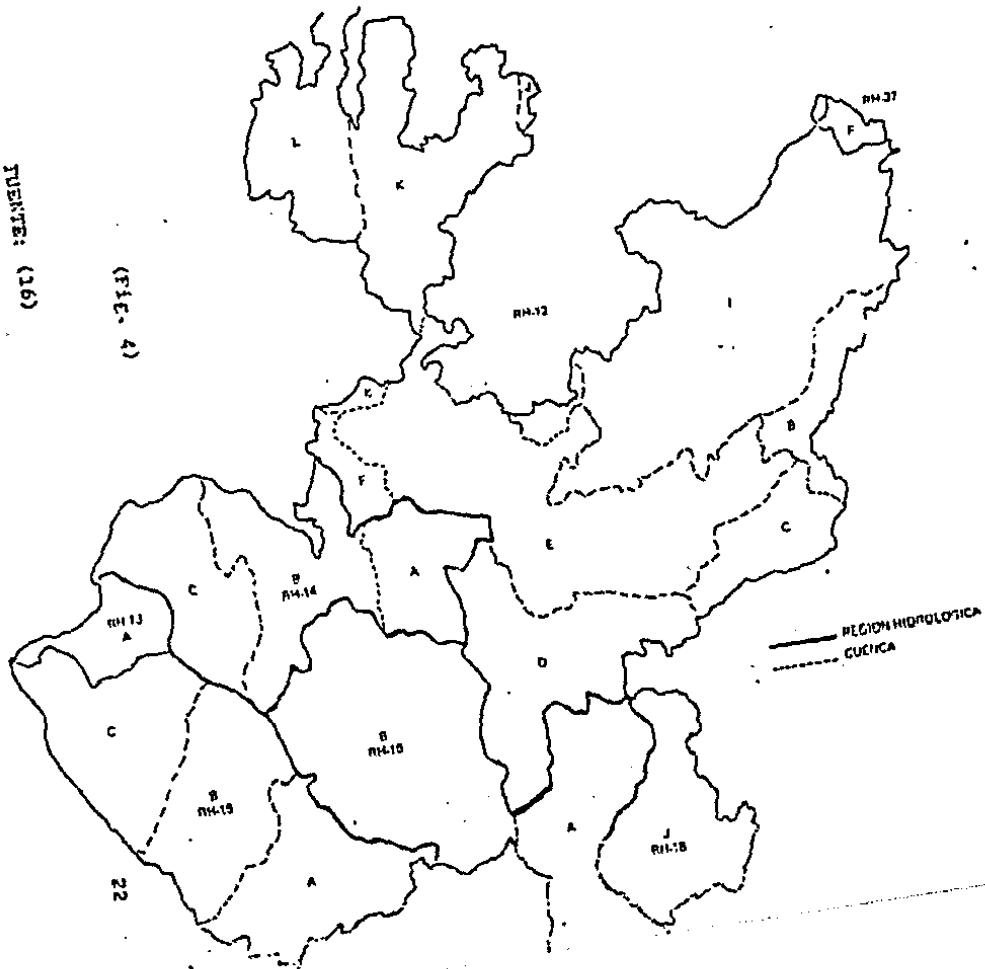 RH-37
F
J
L
K
I
RH-12
K
B
F
E
C
A
B
RH-14
C
RH-13
A
D
REGION HIDROLOGICA
CUENCA
C
B
RH-16
B
RH-15
A
J
RH-18
A
22
(FIG. 4)
FUENTE: (16)